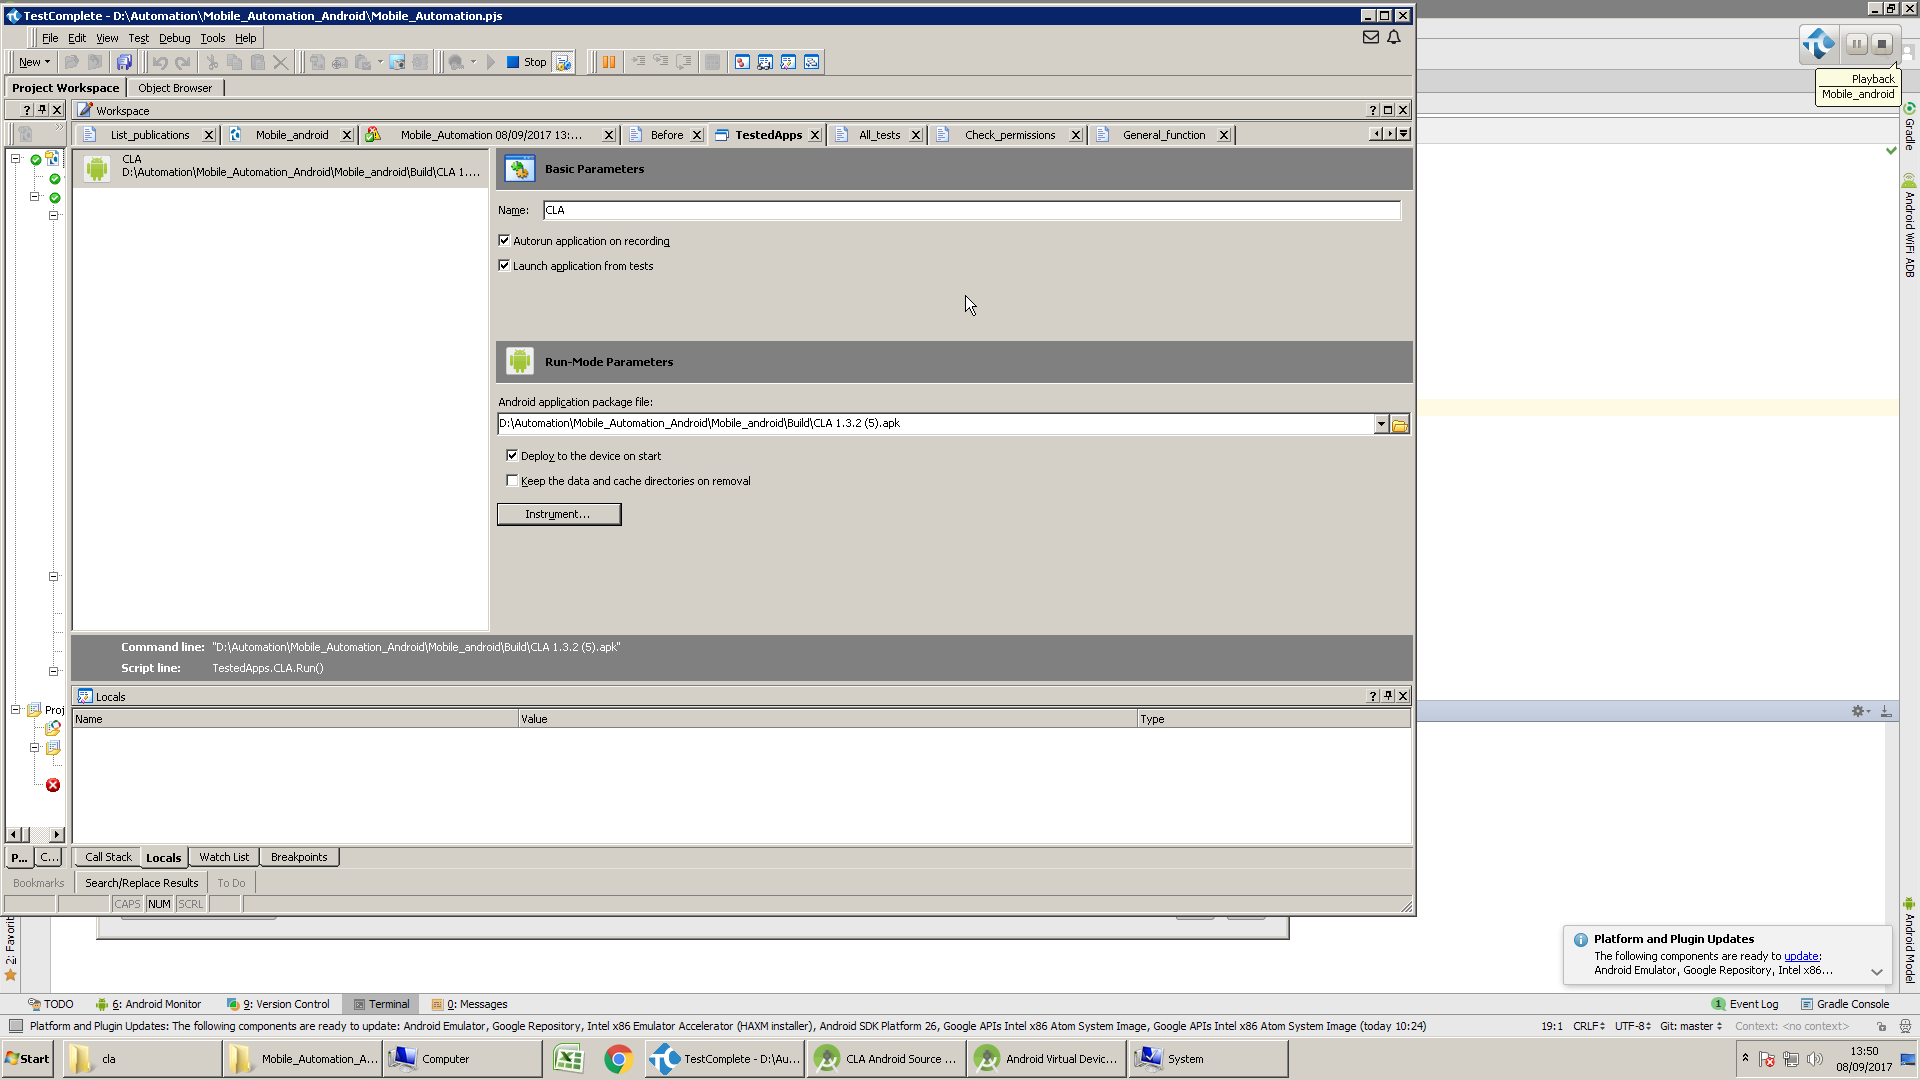 TestComplete - D:\Automation\Mobile_Automation_Android\Mobile_Automation.pjs
File Edit View Test Debug Tools Help
New Stop
Playback
Mobile_android
Project Workspace Object Browser
Workspace
List_publications Mobile_android Mobile_Automation 08/09/2017 13:... Before TestedApps All_tests Check_permissions General_function
CLA
D:\Automation\Mobile_Automation_Android\Mobile_android\Build\CLA 1....
Basic Parameters
Name: CLA
Autorun application on recording
Launch application from tests
Run-Mode Parameters
Android application package file:
D:\Automation\Mobile_Automation_Android\Mobile_android\Build\CLA 1.3.2 (5).apk
Deploy to the device on start
Keep the data and cache directories on removal
Instrument...
Command line: "D:\Automation\Mobile_Automation_Android\Mobile_android\Build\CLA 1.3.2 (5).apk"
Script line: TestedApps.CLA.Run()
Proj
Locals
Name Value Type
P... C...
Call Stack Locals Watch List Breakpoints
Bookmarks Search/Replace Results To Do
CAPS NUM SCRL
Gradle
Android WiFi ADB
Android Model
2: Favorit
Platform and Plugin Updates
The following components are ready to update:
Android Emulator, Google Repository, Intel x86...
TODO 6: Android Monitor 9: Version Control Terminal 0: Messages 1 Event Log Gradle Console
Platform and Plugin Updates: The following components are ready to update: Android Emulator, Google Repository, Intel x86 Emulator Accelerator (HAXM installer), Android SDK Platform 26, Google APIs Intel x86 Atom System Image, Google APIs Intel x86 Atom System Image (today 10:24) 19:1 CRLF UTF-8 Git: master Context: <no context>
Start cla Mobile_Automation_A... Computer TestComplete - D:\Au... CLA Android Source ... Android Virtual Devic... System
13:50
08/09/2017